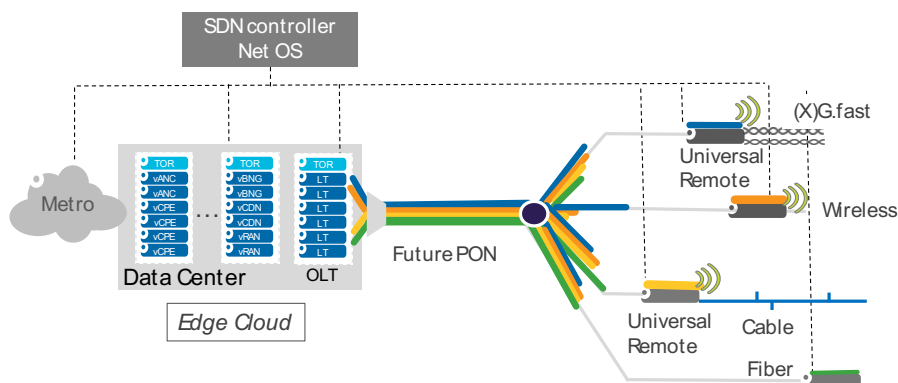 SDN controller
Net OS
(X)G.fast
Universal
Remote
Metro
TOR
vANC
vANC
vCPE
vCPE
vCPE
...
TOR
vBNG
vBNG
vCDN
vCDN
vRAN
vRAN
TOR
LT
LT
LT
LT
LT
LT
Data Center
OLT
Edge Cloud
Future PON
Wireless
Universal
Remote
Cable
Fiber